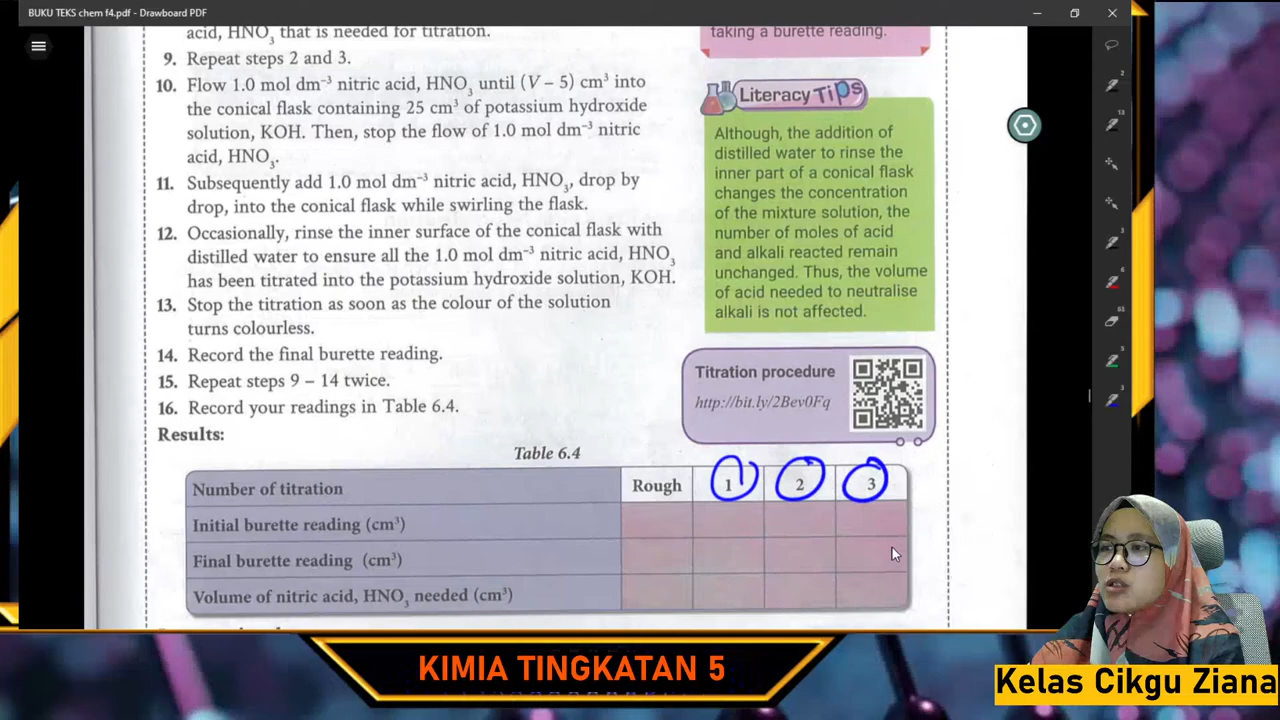 BUKU TEKS chem f4.pdf - Drawboard PDF
acid, HNO₃ that is needed for titration.
9. Repeat steps 2 and 3.
10. Flow 1.0 mol dm⁻³ nitric acid, HNO₃ until (V – 5) cm³ into
the conical flask containing 25 cm³ of potassium hydroxide
solution, KOH. Then, stop the flow of 1.0 mol dm⁻³ nitric
acid, HNO₃.
11. Subsequently add 1.0 mol dm⁻³ nitric acid, HNO₃, drop by
drop, into the conical flask while swirling the flask.
12. Occasionally, rinse the inner surface of the conical flask with
distilled water to ensure all the 1.0 mol dm⁻³ nitric acid, HNO₃
has been titrated into the potassium hydroxide solution, KOH.
13. Stop the titration as soon as the colour of the solution
turns colourless.
14. Record the final burette reading.
15. Repeat steps 9 – 14 twice.
16. Record your readings in Table 6.4.
taking a burette reading.
Literacy Tips
Although, the addition of
distilled water to rinse the
inner part of a conical flask
changes the concentration
of the mixture solution, the
number of moles of acid
and alkali reacted remain
unchanged. Thus, the volume
of acid needed to neutralise
alkali is not affected.
Titration procedure
http://bit.ly/2Bev0Fq
Results:
Table 6.4
Number of titration Rough 1 2 3
Initial burette reading (cm³)
Final burette reading (cm³)
Volume of nitric acid, HNO₃ needed (cm³)
2
13
3
6
63
5
3
KIMIA TINGKATAN 5
Kelas Cikgu Ziana